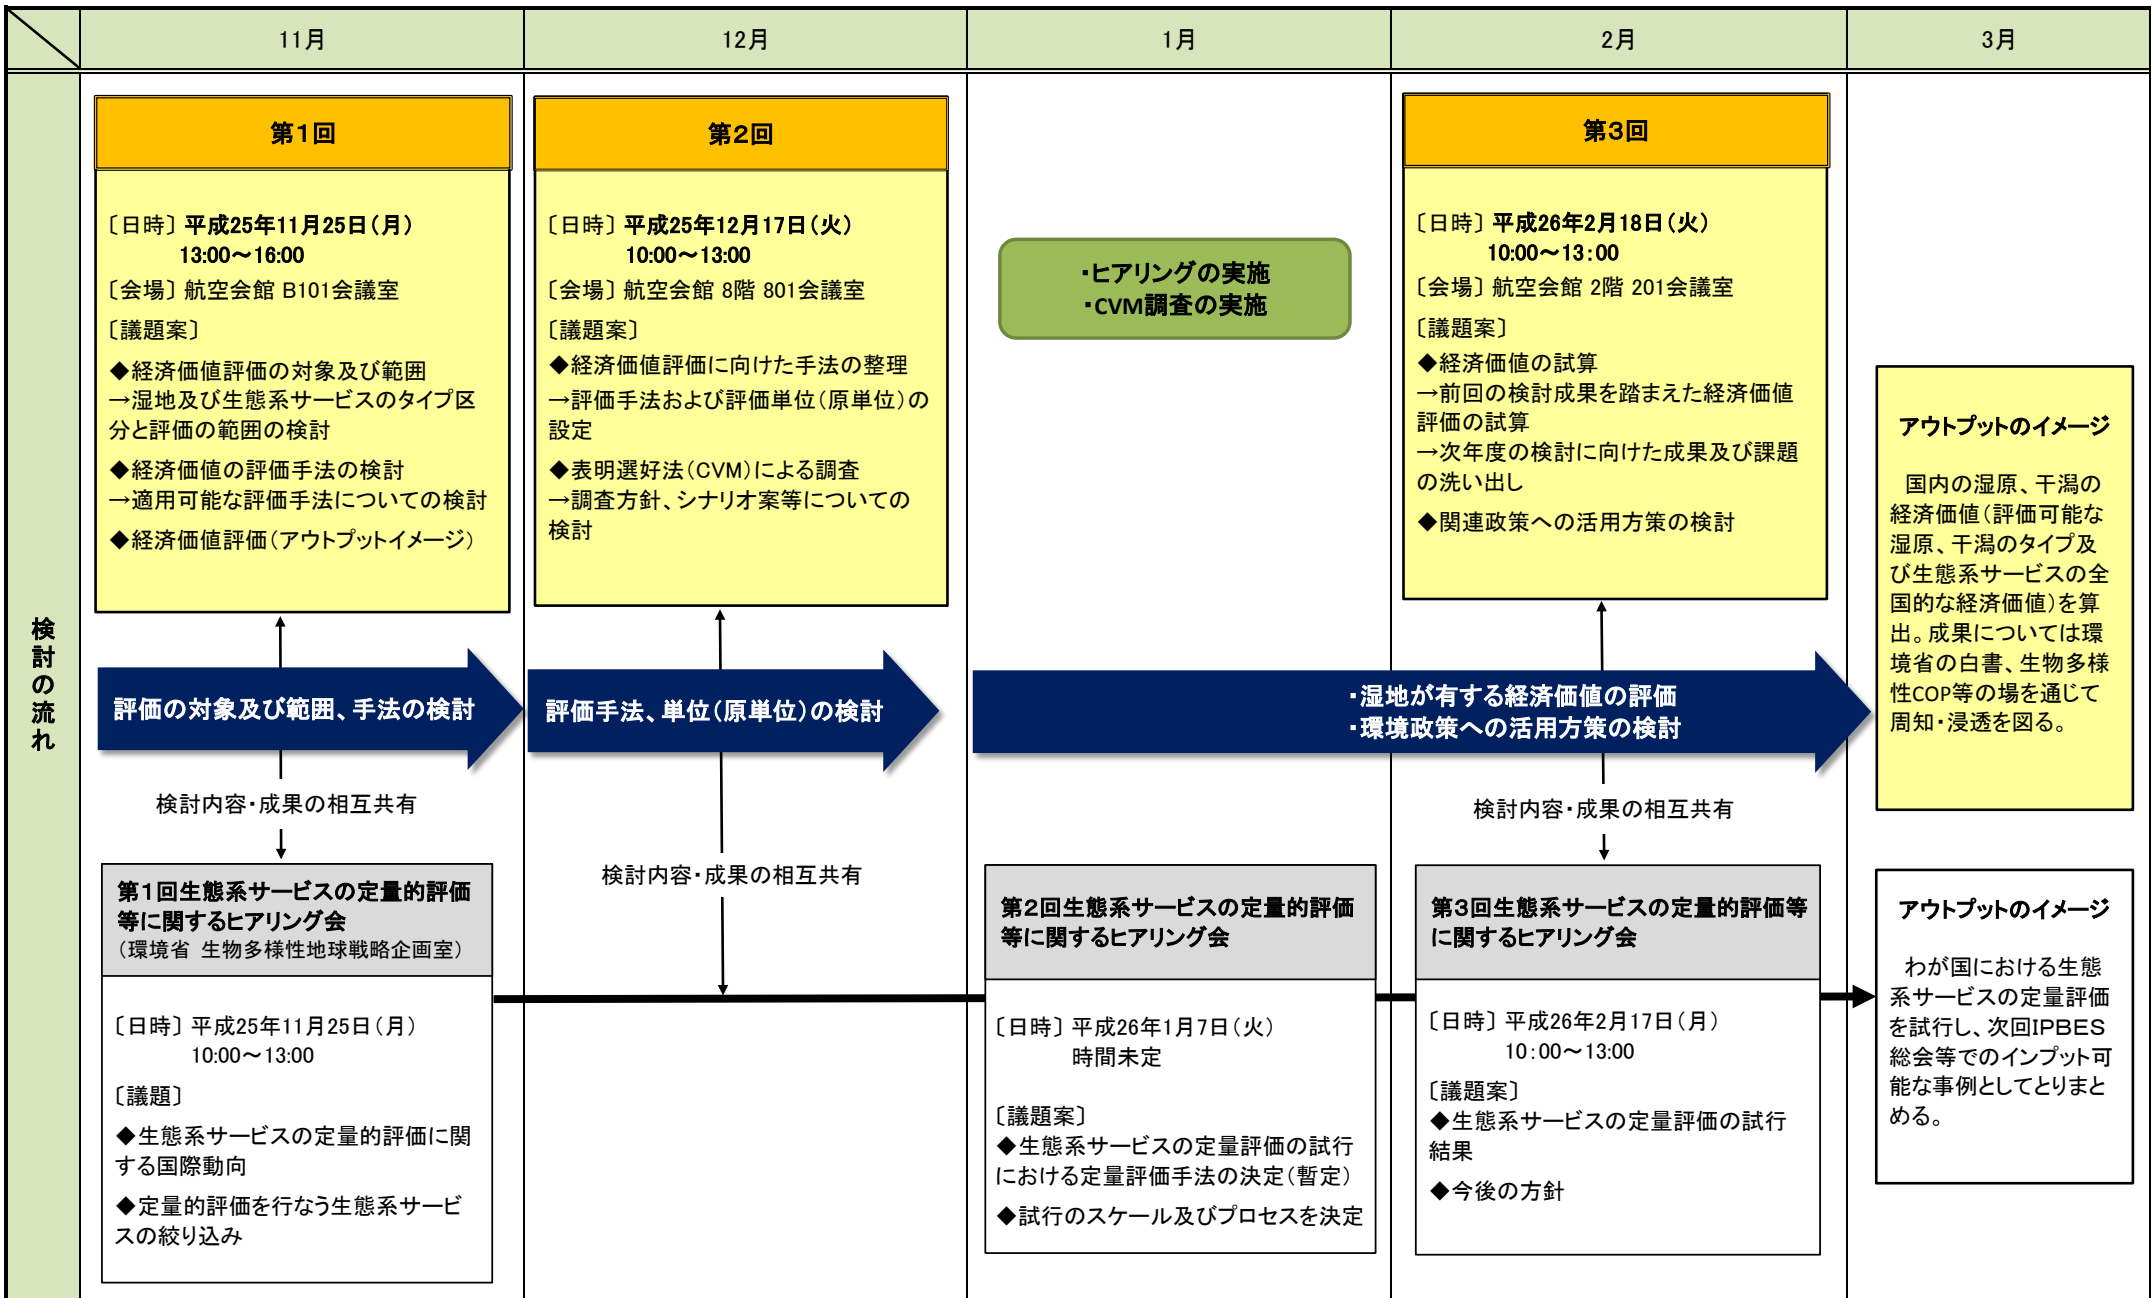 11月
12月
1月
2月
3月
検討の流れ
第1回
〔日時〕 平成25年11月25日(月)
13:00～16:00
〔会場〕 航空会館 B101会議室
〔議題案〕
◆経済価値評価の対象及び範囲
→湿地及び生態系サービスのタイプ区
分と評価の範囲の検討
◆経済価値の評価手法の検討
→適用可能な評価手法についての検討
◆経済価値評価(アウトプットイメージ)
第2回
〔日時〕 平成25年12月17日(火)
10:00～13:00
〔会場〕 航空会館 8階 801会議室
〔議題案〕
◆経済価値評価に向けた手法の整理
→評価手法および評価単位(原単位)の
設定
◆表明選好法(CVM)による調査
→調査方針、シナリオ案等についての
検討
・ヒアリングの実施
・CVM調査の実施
第3回
〔日時〕 平成26年2月18日(火)
10:00～13:00
〔会場〕 航空会館 2階 201会議室
〔議題案〕
◆経済価値の試算
→前回の検討成果を踏まえた経済価値
評価の試算
→次年度の検討に向けた成果及び課題
の洗い出し
◆関連政策への活用方策の検討
アウトプットのイメージ
国内の湿原、干潟の
経済価値(評価可能な
湿原、干潟のタイプ及
び生態系サービスの全
国的な経済価値)を算
出。成果については環
境省の白書、生物多様
性COP等の場を通じて
周知・浸透を図る。
評価の対象及び範囲、手法の検討
評価手法、単位(原単位)の検討
・湿地が有する経済価値の評価
・環境政策への活用方策の検討
検討内容・成果の相互共有
検討内容・成果の相互共有
検討内容・成果の相互共有
第1回生態系サービスの定量的評価
等に関するヒアリング会
(環境省 生物多様性地球戦略企画室)
〔日時〕 平成25年11月25日(月)
10:00～13:00
〔議題〕
◆生態系サービスの定量的評価に関
する国際動向
◆定量的評価を行なう生態系サービ
スの絞り込み
第2回生態系サービスの定量的評価
等に関するヒアリング会
〔日時〕 平成26年1月7日(火)
時間未定
〔議題案〕
◆生態系サービスの定量評価の試行
における定量評価手法の決定(暫定)
◆試行のスケール及びプロセスを決定
第3回生態系サービスの定量的評価等
に関するヒアリング会
〔日時〕 平成26年2月17日(月)
10:00～13:00
〔議題案〕
◆生態系サービスの定量評価の試行
結果
◆今後の方針
アウトプットのイメージ
わが国における生態
系サービスの定量評価
を試行し、次回IPBES
総会等でのインプット可
能な事例としてとりまと
める。